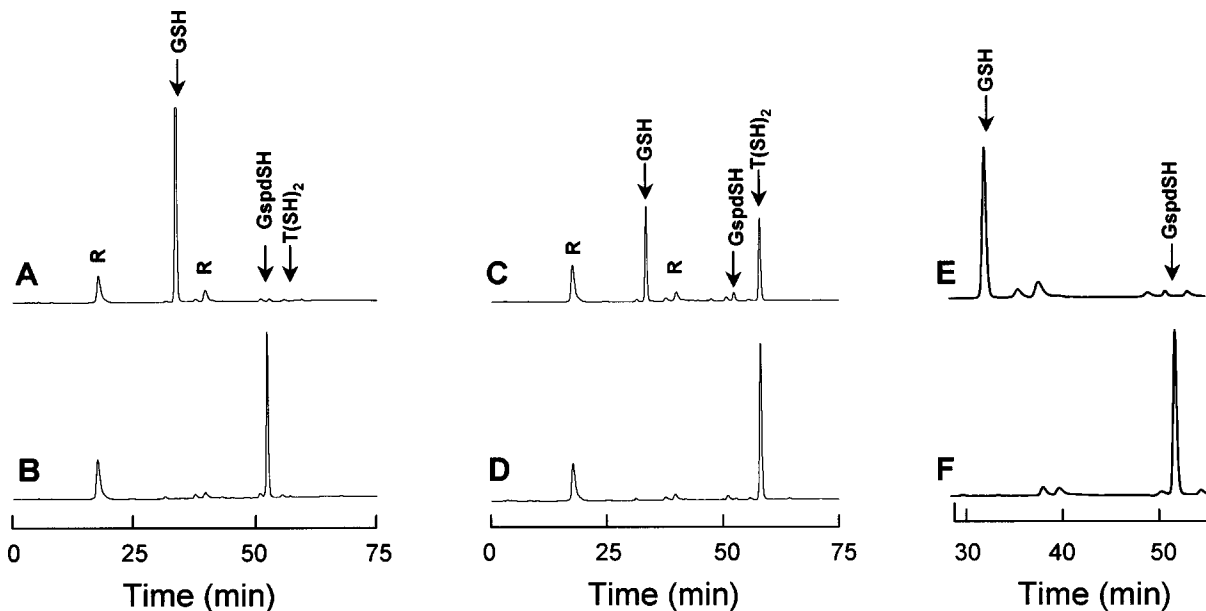 GSH
GspdSH
T(SH)₂
R
R
A
B
0 25 50 75
Time (min)
GSH
GspdSH
T(SH)₂
R
R
C
D
0 25 50 75
Time (min)
GSH
GspdSH
E
F
30 40 50
Time (min)